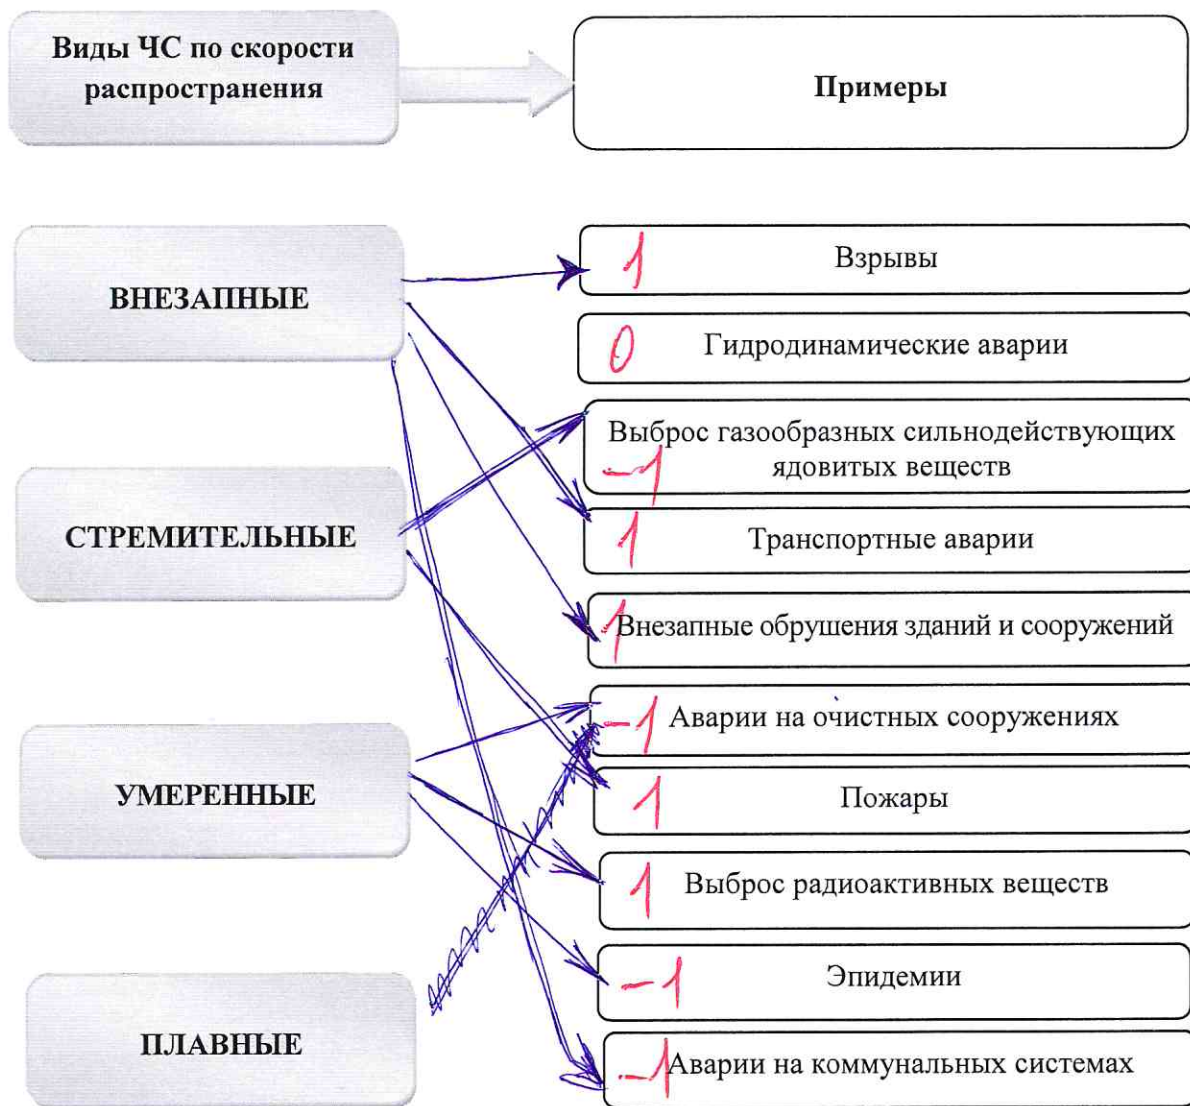 Виды ЧС по скорости
распространения
Примеры
ВНЕЗАПНЫЕ
СТРЕМИТЕЛЬНЫЕ
УМЕРЕННЫЕ
ПЛАВНЫЕ
1 Взрывы
0 Гидродинамические аварии
Выброс газообразных сильнодействующих
-1 ядовитых веществ
1 Транспортные аварии
1 Внезапные обрушения зданий и сооружений
-1 Аварии на очистных сооружениях
1 Пожары
1 Выброс радиоактивных веществ
-1 Эпидемии
-1 Аварии на коммунальных системах